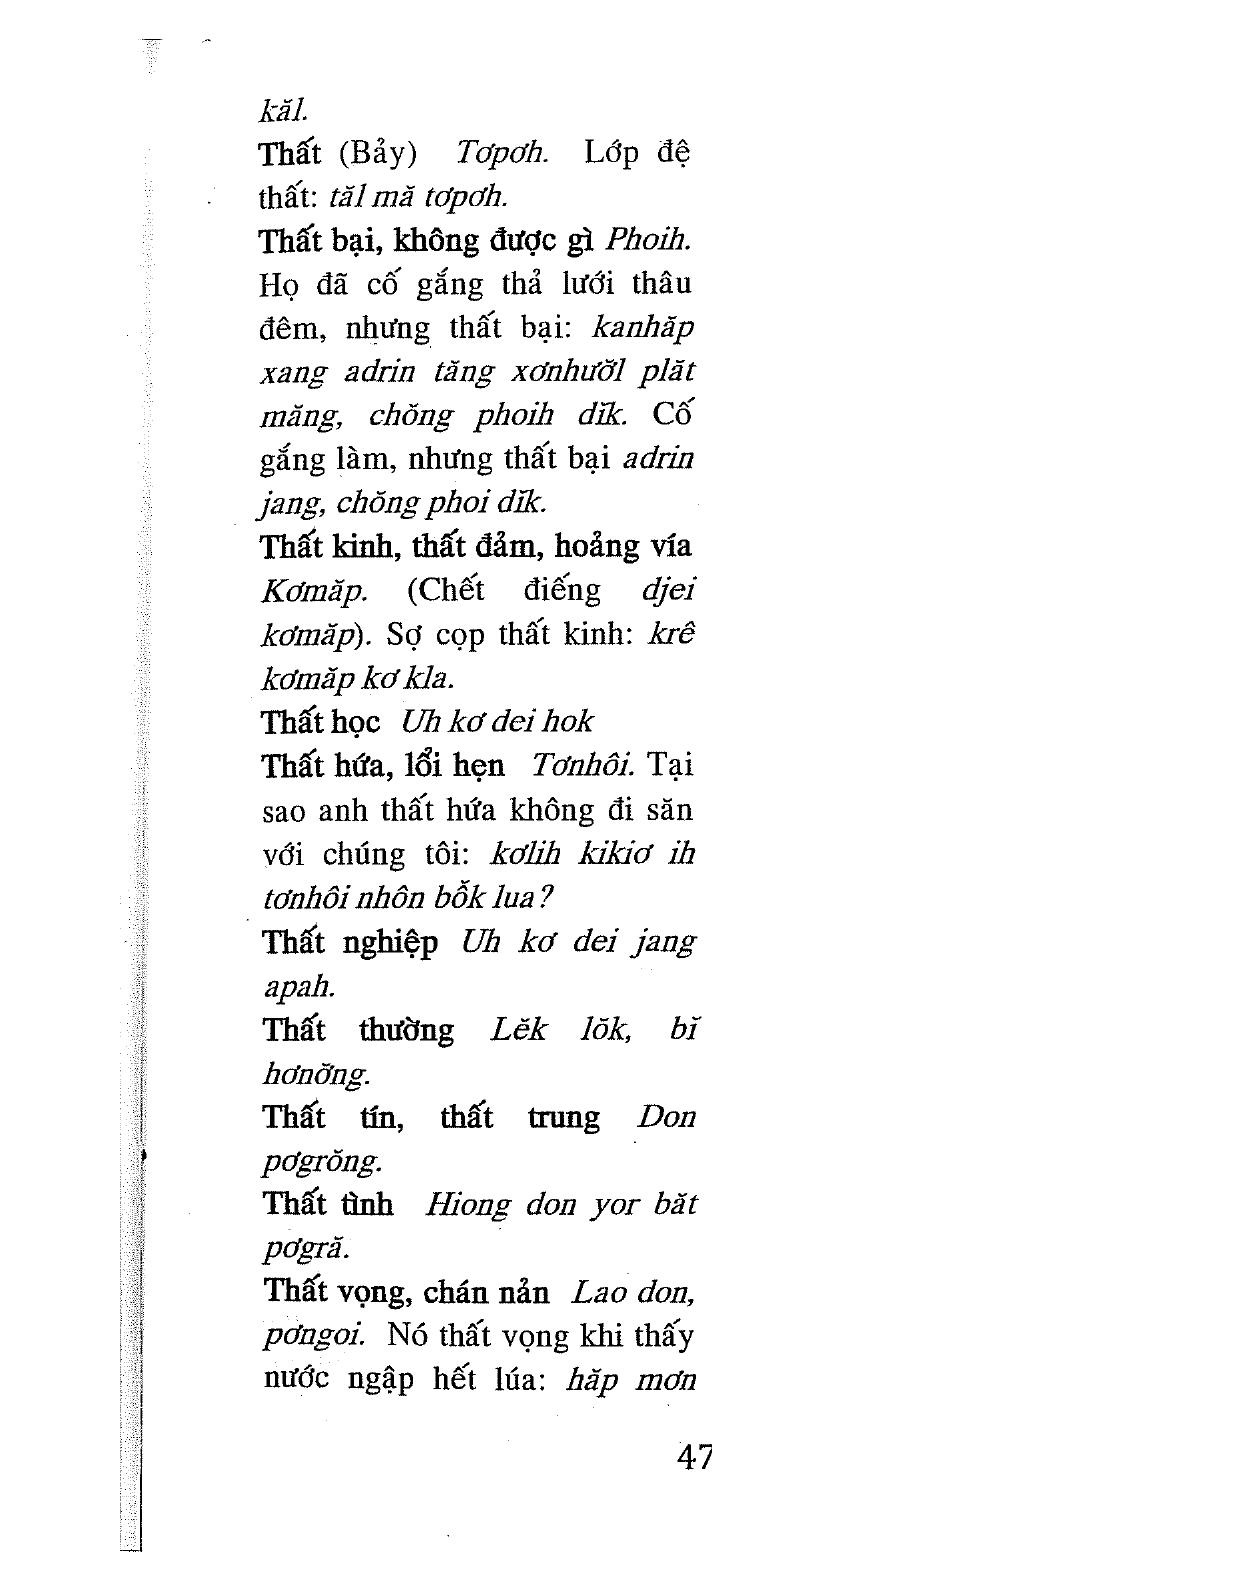 kăl.
Thất (Bảy) Tơpơh. Lớp đệ
thất: tăl mă tơpơh.
Thất bại, không được gì Phoih.
Họ đã cố gắng thả lưới thâu
đêm, nhưng thất bại: kanhăp
xang adrin tăng xơnhưỡl plăt
măng, chŏng phoih dĭk. Cố
gắng làm, nhưng thất bại adrin
jang, chŏng phoi dĭk.
Thất kinh, thất đảm, hoảng vía
Kơmăp. (Chết điếng djei
kơmăp). Sợ cọp thất kinh: krê
kơmăp kơ kla.
Thất học Uh kơ dei hok
Thất hứa, lổi hẹn Tơnhôi. Tại
sao anh thất hứa không đi săn
với chúng tôi: kơlih kikiơ ih
tơnhôi nhôn bô̆k lua ?
Thất nghiệp Uh kơ dei jang
apah.
Thất thường Lĕk lŏk, bĭ
hơnơ̆ng.
Thất tín, thất trung Don
pơgrŏng.
Thất tình Hiong don yor băt
pơgră.
Thất vọng, chán nản Lao don,
pơngoi. Nó thất vọng khi thấy
nước ngập hết lúa: hăp mơn
47